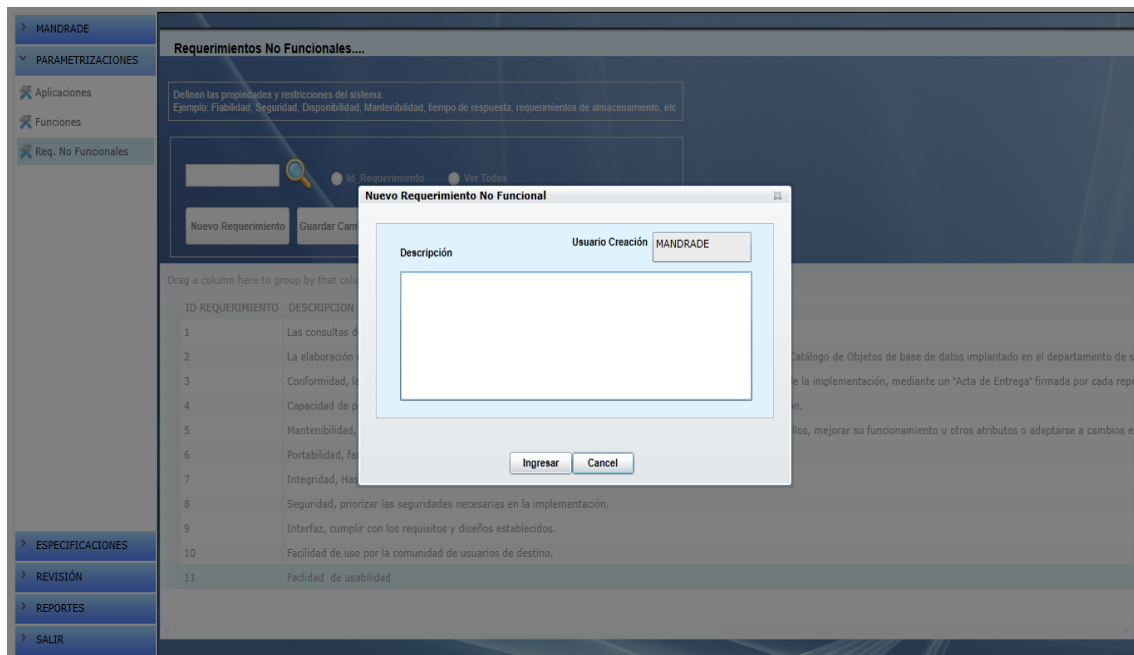 MANDRADE
PARAMETRIZACIONES
Aplicaciones
Funciones
Req. No Funcionales
ESPECIFICACIONES
REVISIÓN
REPORTES
SALIR
Requerimientos No Funcionales....
Definen las propiedades y restricciones del sistema.
Ejemplo: Fiabilidad, Seguridad, Disponibilidad, Mantenibilidad, tiempo de respuesta, requerimientos de almacenamiento, etc
Id_Requerimiento Ver Todas
Nuevo Requerimiento Guardar Cam
Nuevo Requerimiento No Funcional
Usuario Creación MANDRADE
Descripción
Ingresar Cancel
Drag a column here to group by that colu
ID REQUERIMIENTO DESCRIPCION
1 Las consultas d
2 La elaboración Catálogo de Objetos de base de datos implantado en el departamento de s
3 Conformidad, la e la implementación, mediante un "Acta de Entrega" firmada por cada repr
4 Capacidad de p n.
5 Mantenibilidad, llos, mejorar su funcionamiento u otros atributos o adaptarse a cambios e
6 Portabilidad, fa
7 Integridad, Has
8 Seguridad, priorizar las seguridades necesarias en la implementación.
9 Interfaz, cumplir con los requisitos y diseños establecidos.
10 Facilidad de uso por la comunidad de usuarios de destino.
11 Faclidad de usabilidad